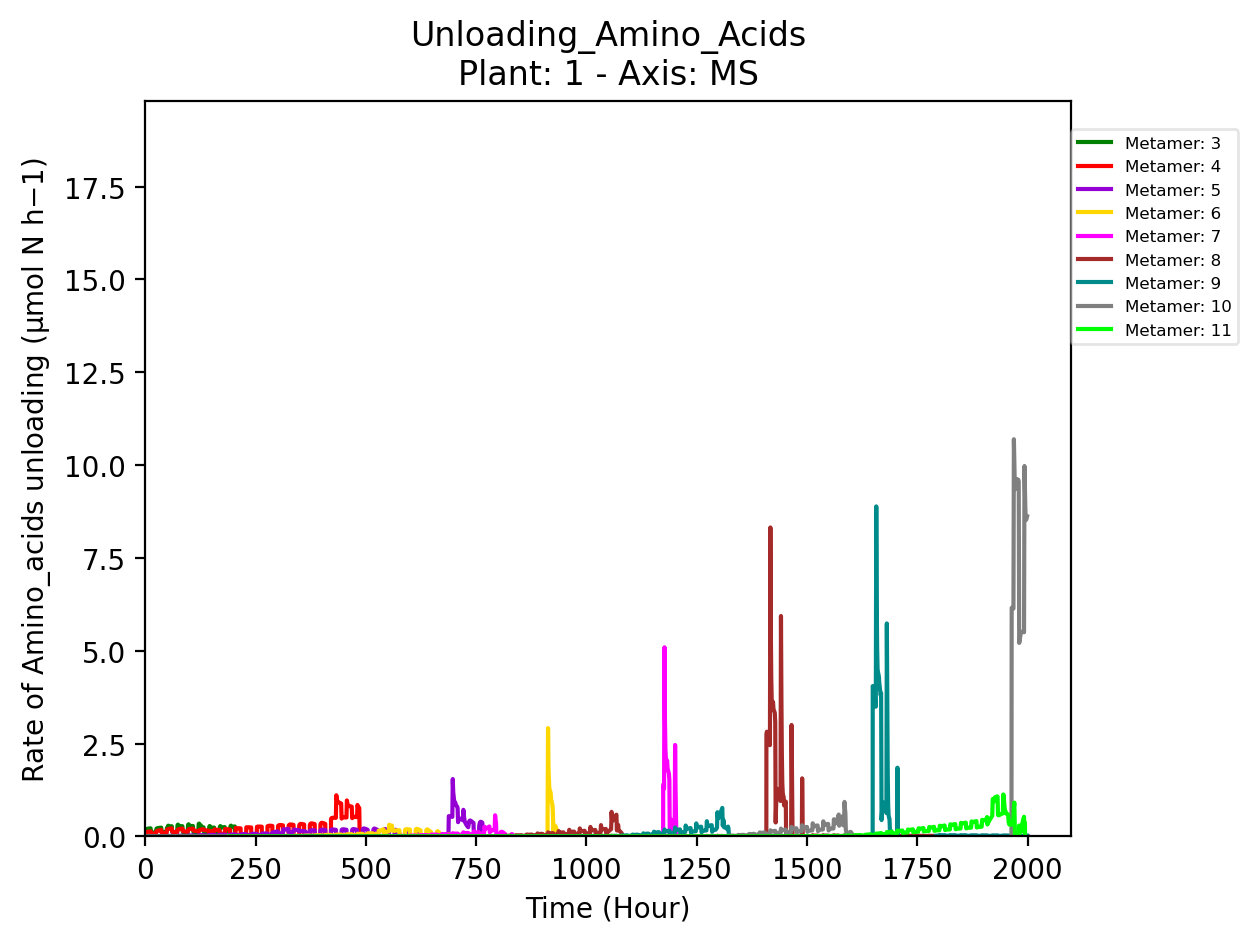 Unloading_Amino_Acids
Plant: 1 - Axis: MS
Rate of Amino_acids unloading (µmol N h−1)
17.5
15.0
12.5
10.0
7.5
5.0
2.5
0.0
0
250
500
750
1000
1250
1500
1750
2000
Time (Hour)
Metamer: 3
Metamer: 4
Metamer: 5
Metamer: 6
Metamer: 7
Metamer: 8
Metamer: 9
Metamer: 10
Metamer: 11